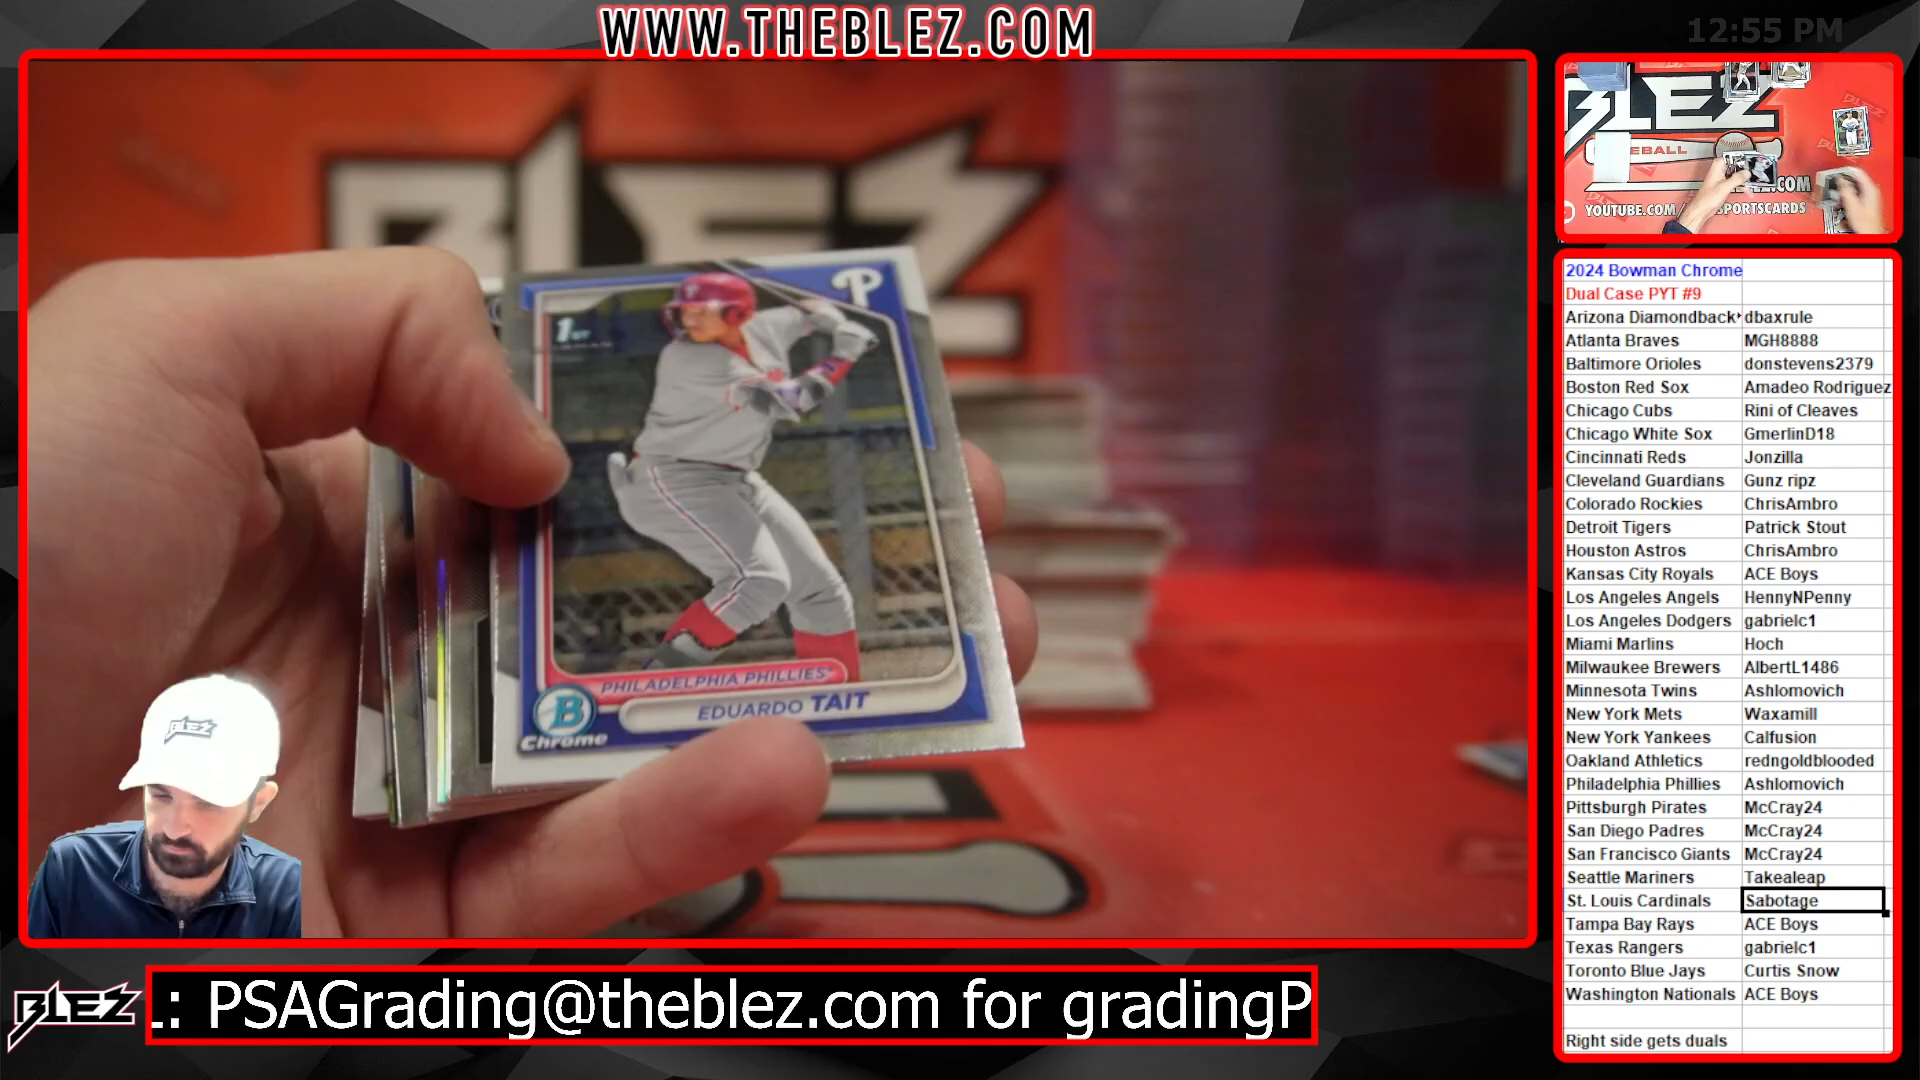 WWW.THEBLEZ.COM
12:55 PM
BLEZ
P
1ST
PHILADELPHIA PHILLIES
EDUARDO TAIT
B
Chrome
BLEZ
BLEZ
EBALL
.COM
YOUTUBE.COM/
SPORTSCARDS
2024 Bowman Chrome
Dual Case PYT #9
Arizona Diamondback dbaxrule
Atlanta Braves MGH8888
Baltimore Orioles donstevens2379
Boston Red Sox Amadeo Rodriguez
Chicago Cubs Rini of Cleaves
Chicago White Sox GmerlinD18
Cincinnati Reds Jonzilla
Cleveland Guardians Gunz ripz
Colorado Rockies ChrisAmbro
Detroit Tigers Patrick Stout
Houston Astros ChrisAmbro
Kansas City Royals ACE Boys
Los Angeles Angels HennyNPenny
Los Angeles Dodgers gabrielc1
Miami Marlins Hoch
Milwaukee Brewers AlbertL1486
Minnesota Twins Ashlomovich
New York Mets Waxamill
New York Yankees Calfusion
Oakland Athletics redngoldblooded
Philadelphia Phillies Ashlomovich
Pittsburgh Pirates McCray24
San Diego Padres McCray24
San Francisco Giants McCray24
Seattle Mariners Takealeap
St. Louis Cardinals Sabotage
Tampa Bay Rays ACE Boys
Texas Rangers gabrielc1
Toronto Blue Jays Curtis Snow
Washington Nationals ACE Boys
Right side gets duals
BLEZ
.: PSAGrading@theblez.com for gradingP